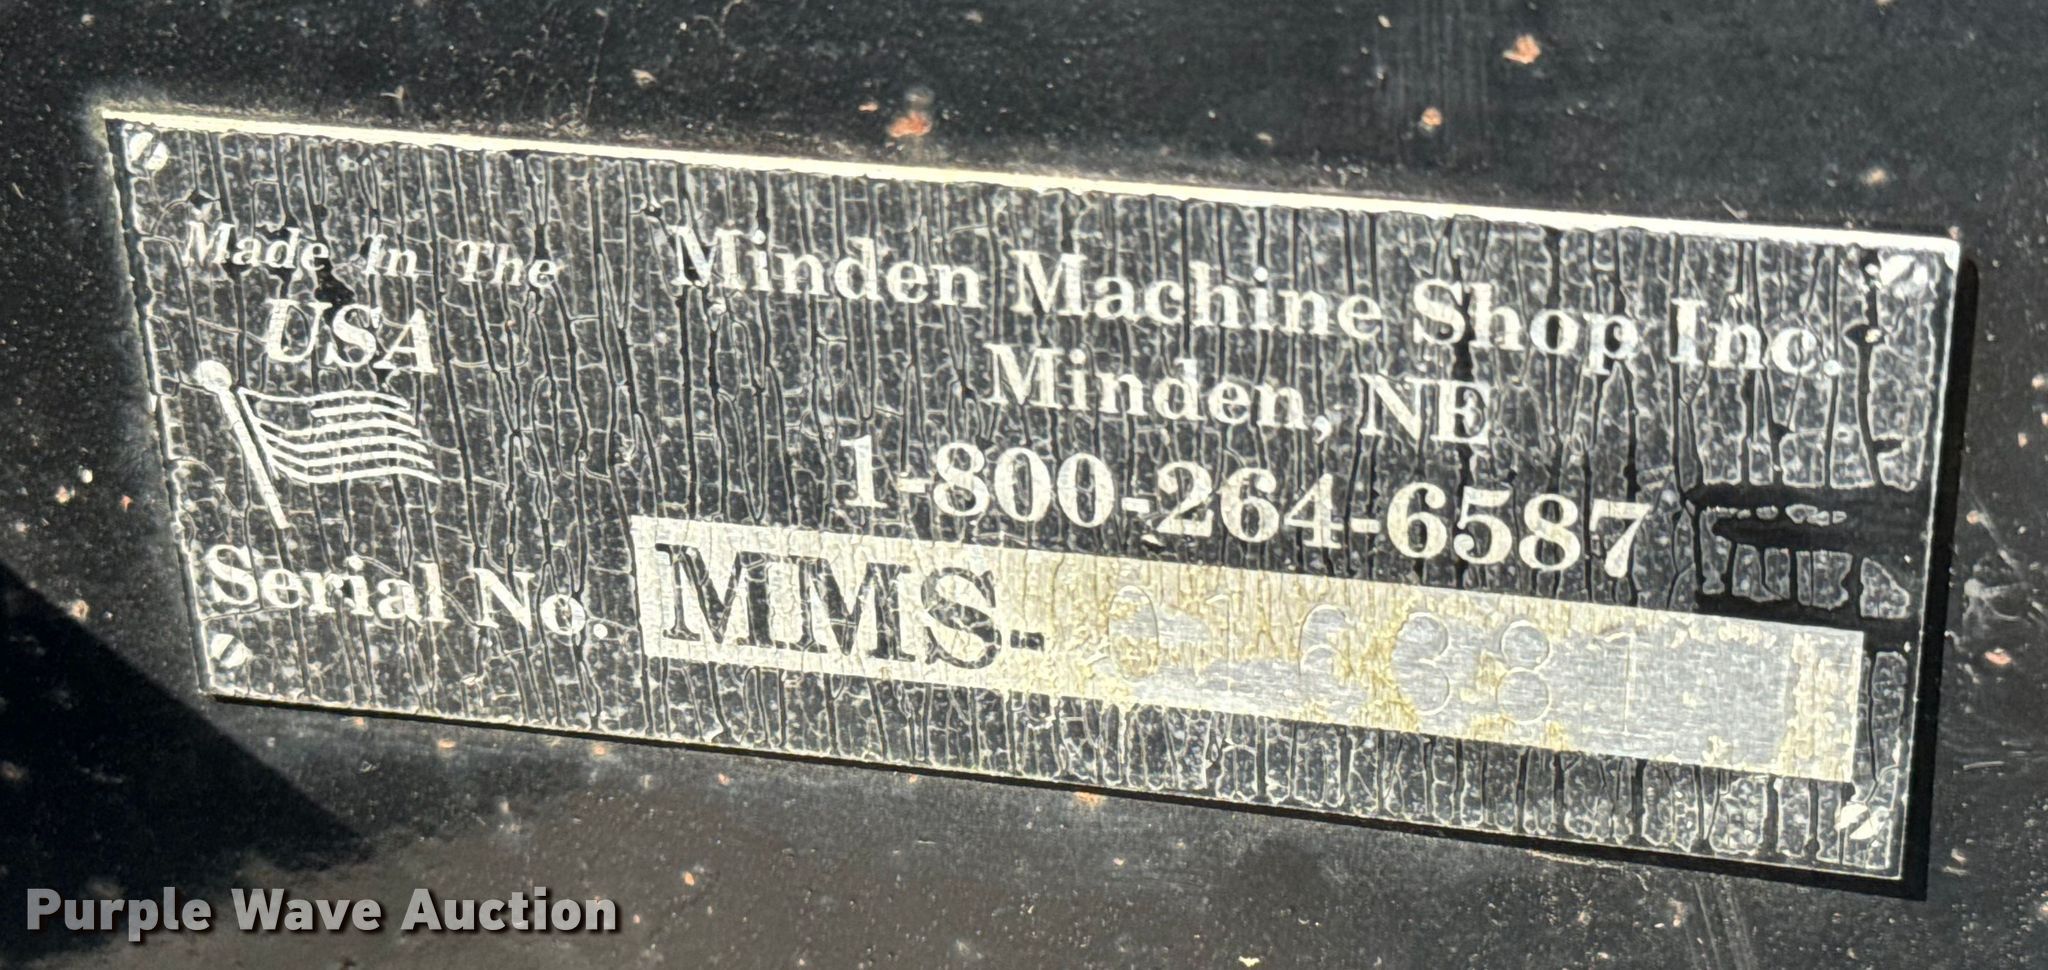 Made In The
USA
Minden Machine Shop Inc.
Minden, NE
1-800-264-6587
Serial No. MMS- 016381
Purple Wave Auction